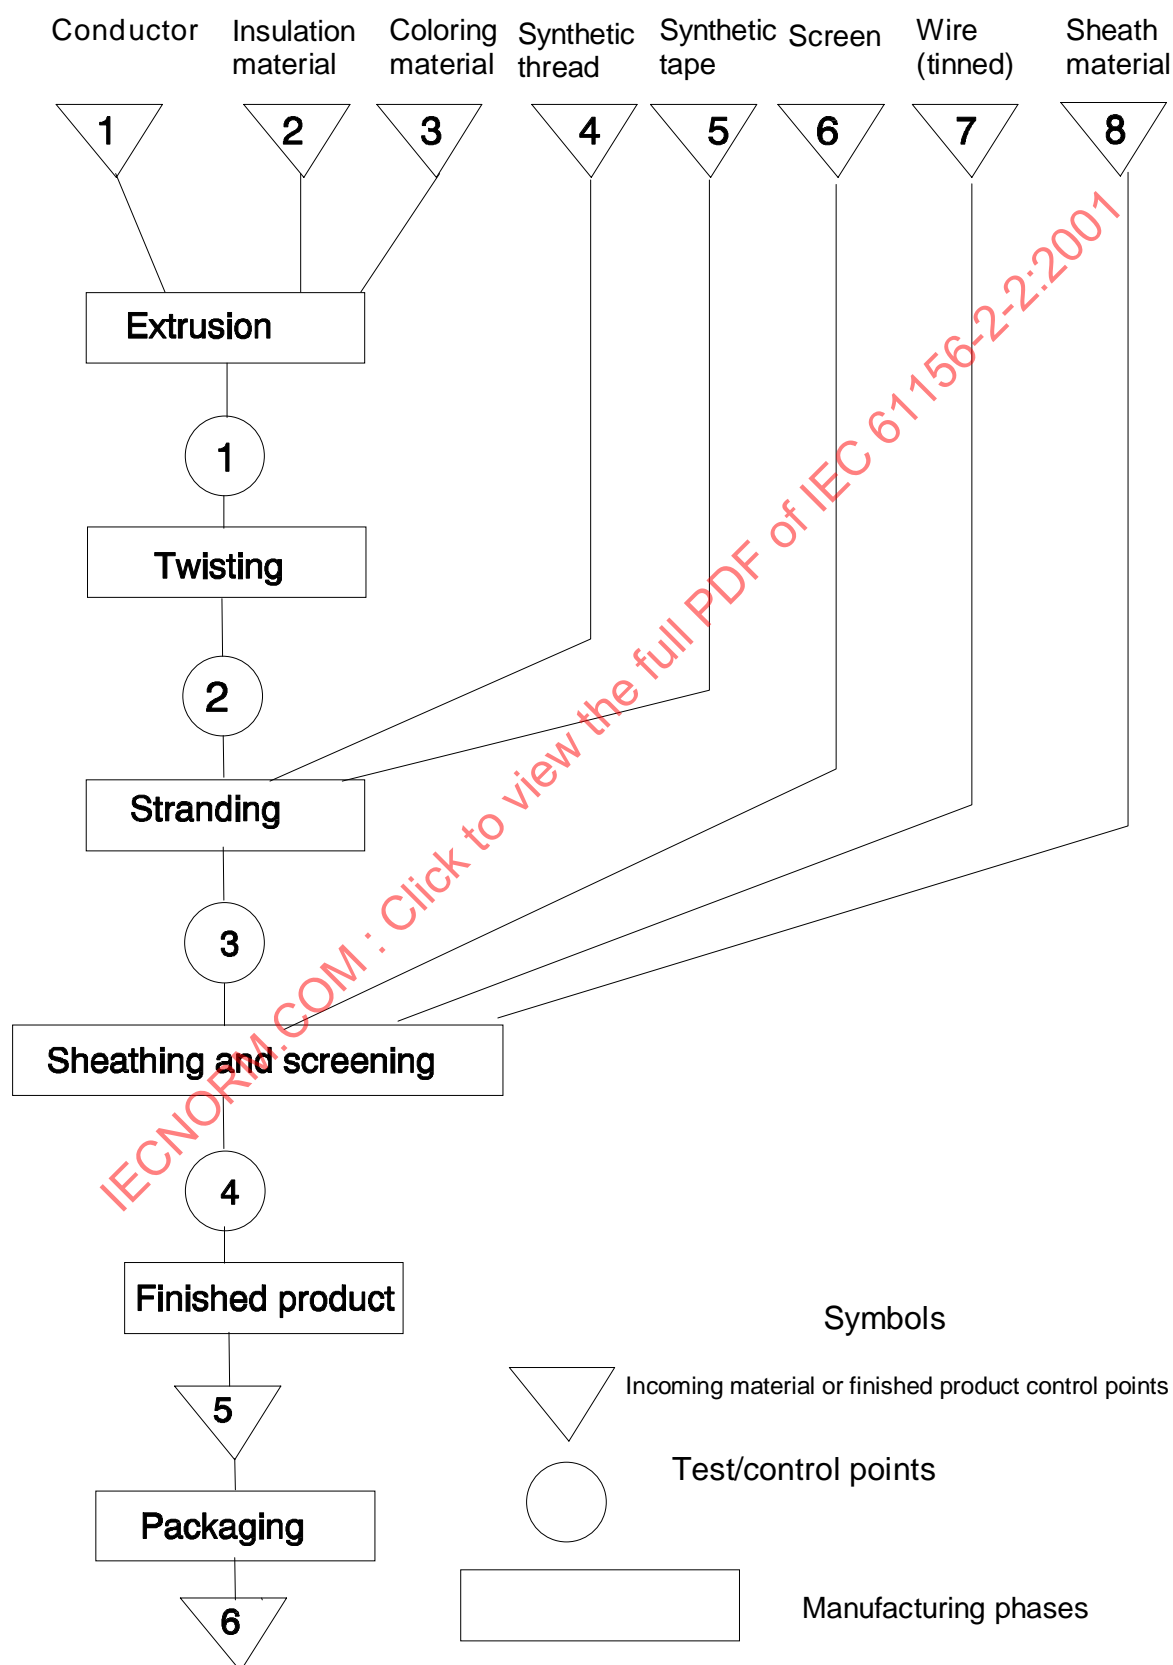 Conductor
Insulation
material
Coloring
material
Synthetic
thread
Synthetic
tape
Screen
Wire
(tinned)
Sheath
material
1
2
3
4
5
6
7
8
Extrusion
1
Twisting
2
Stranding
3
Sheathing and screening
4
Finished product
5
Packaging
6
Symbols
Incoming material or finished product control points
Test/control points
Manufacturing phases
IECNORM.COM : Click to view the full PDF of IEC 61156-2-2:2001